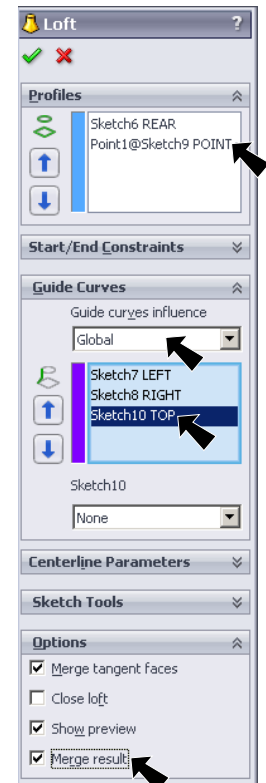 Loft ?
Profiles
Sketch6 REAR
Point1@Sketch9 POINT
Start/End Constraints
Guide Curves
Guide curves influence
Global
Sketch7 LEFT
Sketch8 RIGHT
Sketch10 TOP
Sketch10
None
Centerline Parameters
Sketch Tools
Options
Merge tangent faces
Close loft
Show preview
Merge result